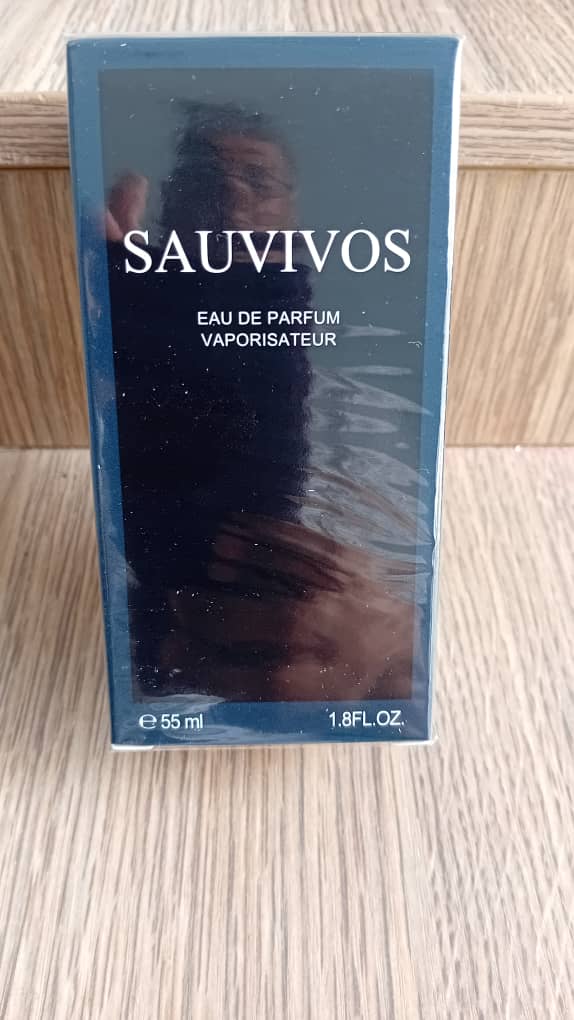 SAUVIVOS
EAU DE PARFUM
VAPORISATEUR
℮ 55 ml 1.8FL.OZ.